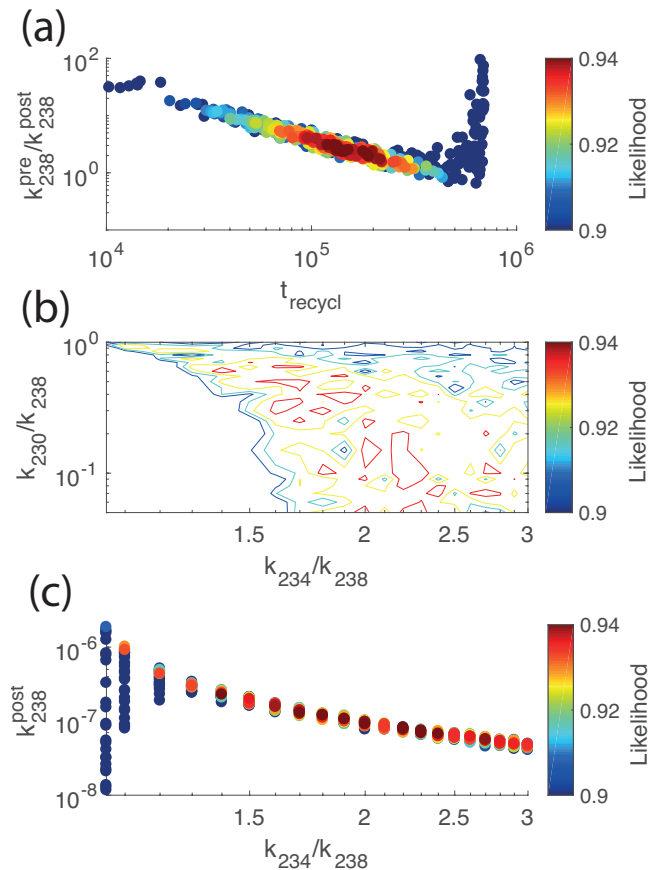 (a)
10^2
10^0
k_238^pre/k_238^post
10^4
10^5
10^6
t_recycl
0.94
0.92
0.9
Likelihood
(b)
10^0
10^-1
k_230/k_238
1.5
2
2.5
3
k_234/k_238
0.94
0.92
0.9
Likelihood
(c)
10^-6
10^-7
10^-8
k_238^post
1.5
2
2.5
3
k_234/k_238
0.94
0.92
0.9
Likelihood